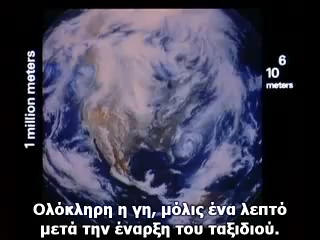 1 million meters
10 6
meters
Ολόκληρη η γη, μόλις ένα λεπτό
μετά την έναρξη του ταξιδιού.